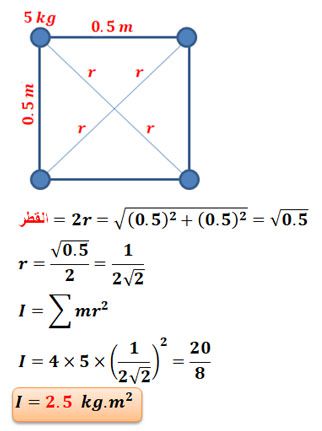 5 kg
0.5 m
0.5 m
r r
r r
القطر = 2r = √((0.5)² + (0.5)²) = √0.5
r = √0.5/2 = 1/(2√2)
I = ∑ mr²
I = 4 × 5 × (1/(2√2))² = 20/8
I = 2.5 kg.m²